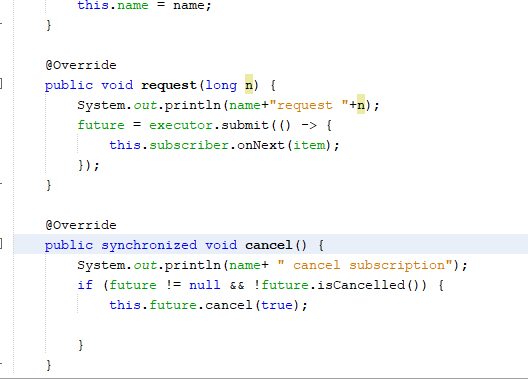 this.name = name;
}
@Override
public void request(long n) {
System.out.println(name+"request "+n);
future = executor.submit(() -> {
this.subscriber.onNext(item);
});
}
@Override
public synchronized void cancel() {
System.out.println(name+ " cancel subscription");
if (future != null && !future.isCancelled()) {
this.future.cancel(true);
}
}